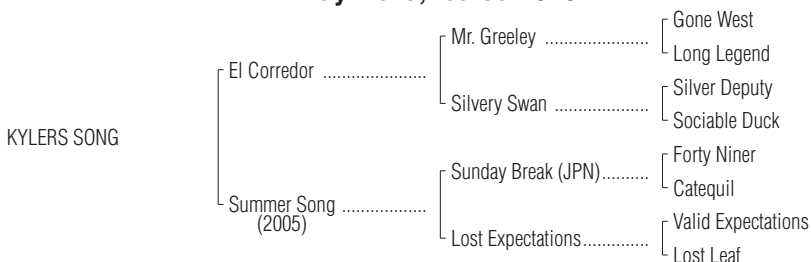 Gone West
Mr. Greeley ......................
Long Legend
El Corredor ......................
Silver Deputy
Silvery Swan ....................
Sociable Duck
KYLERS SONG
Forty Niner
Sunday Break (JPN)..........
Catequil
Summer Song ..................
(2005)
Valid Expectations
Lost Expectations..............
Lost Leaf